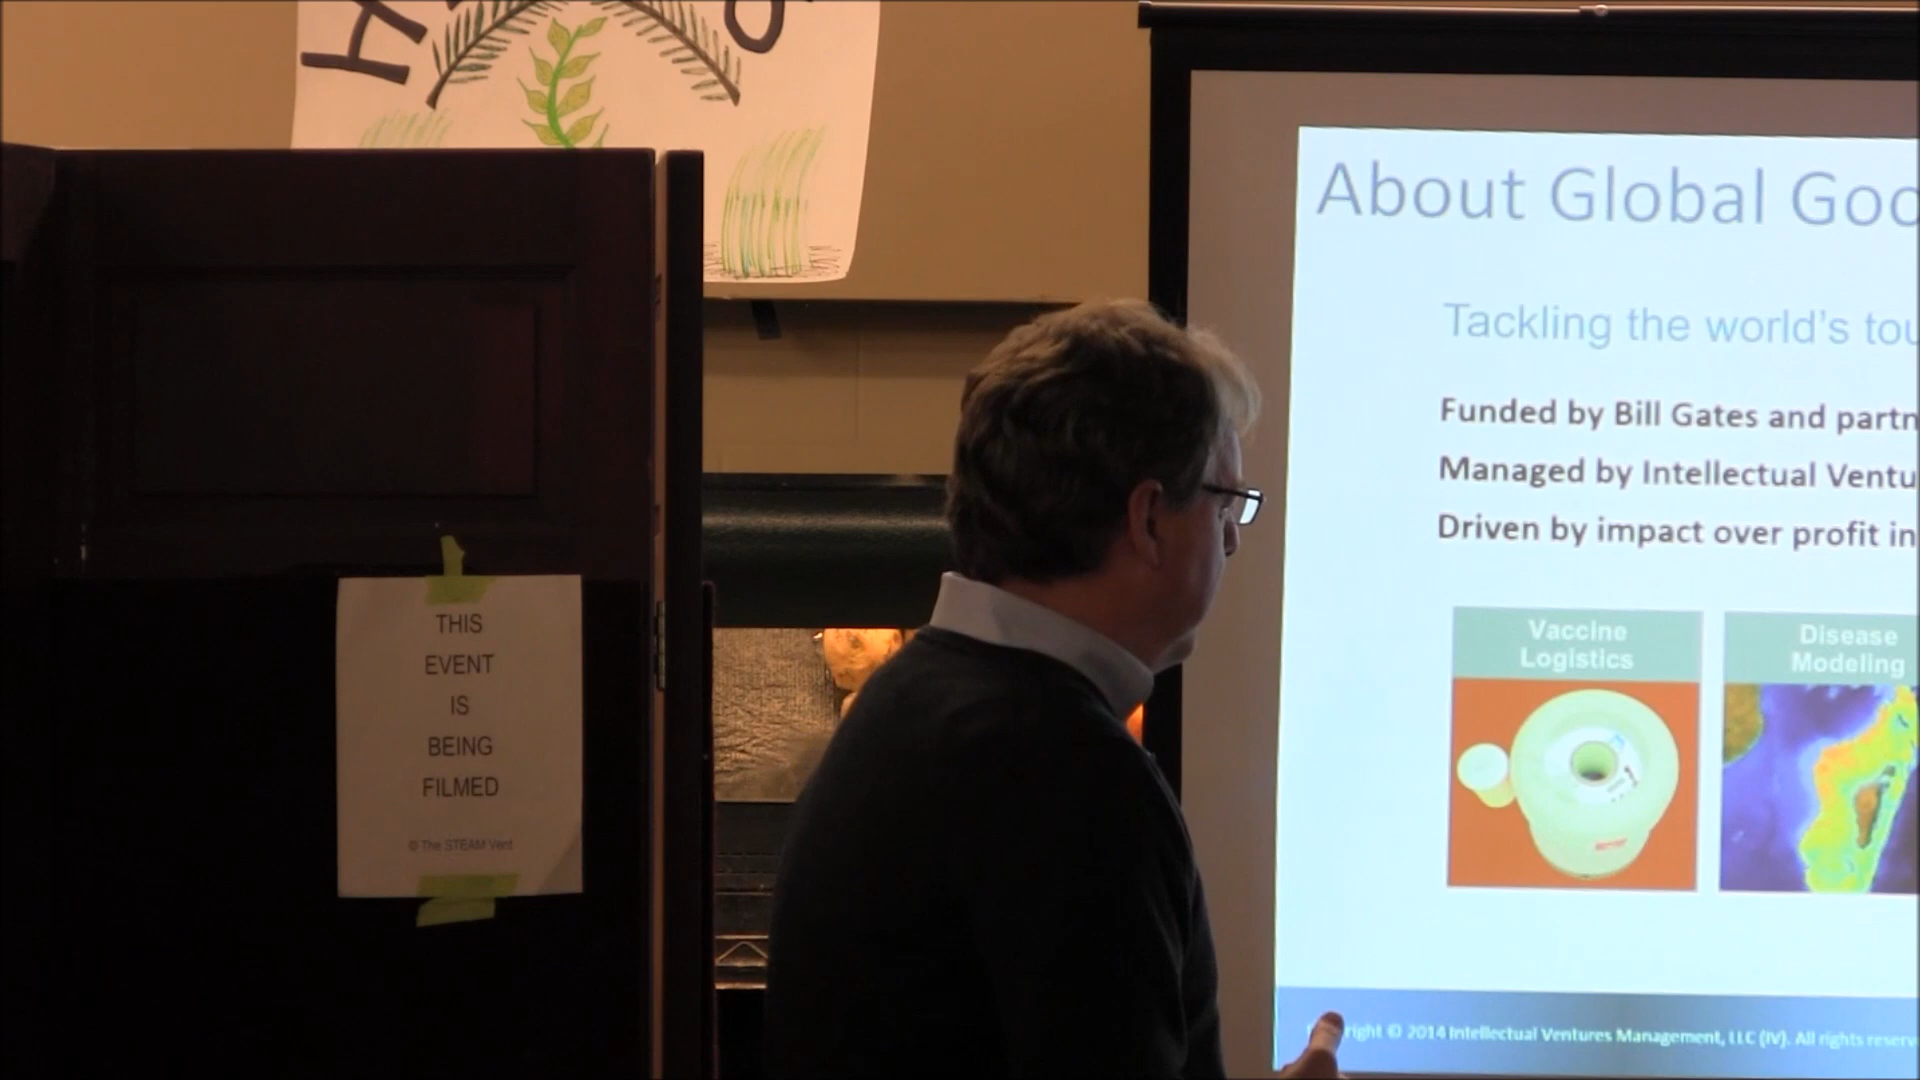 THIS
EVENT
IS
BEING
FILMED
© The STEAM Vent
About Global Goo
Tackling the world's tou
Funded by Bill Gates and partn
Managed by Intellectual Ventu
Driven by impact over profit in
Vaccine
Logistics
Disease
Modeling
right © 2014 Intellectual Ventures Management, LLC (IV). All rights reserv